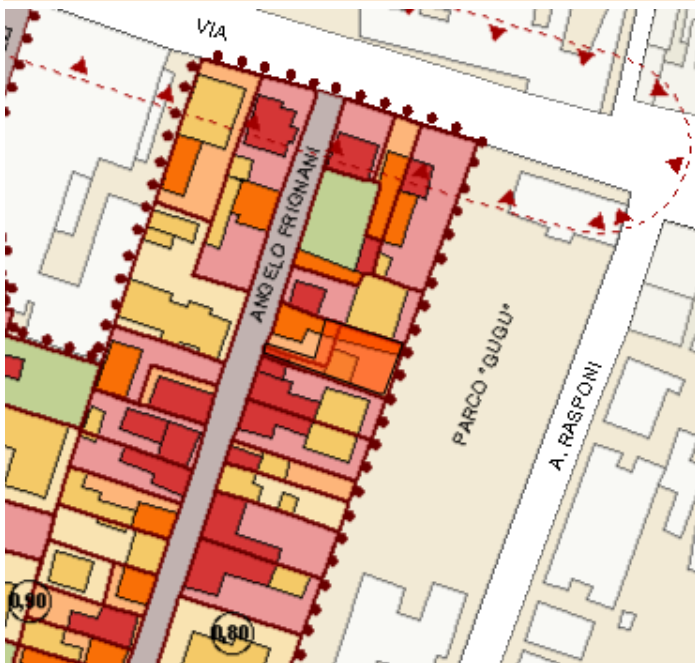 VIA
ANGELO FRIGNANI
PARCO "GUGU"
A. RASPONI
0,90
0,80